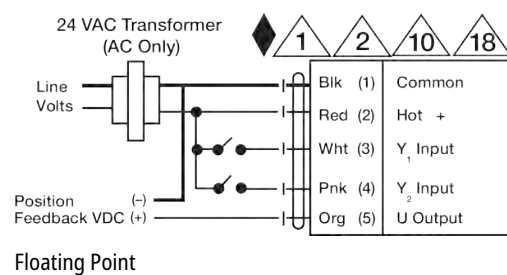 24 VAC Transformer
(AC Only)
1 2 10 18
Line
Volts
Blk (1) Common
Red (2) Hot +
Wht (3) Y1 Input
Pnk (4) Y2 Input
Org (5) U Output
Position (–)
Feedback VDC (+)
Floating Point